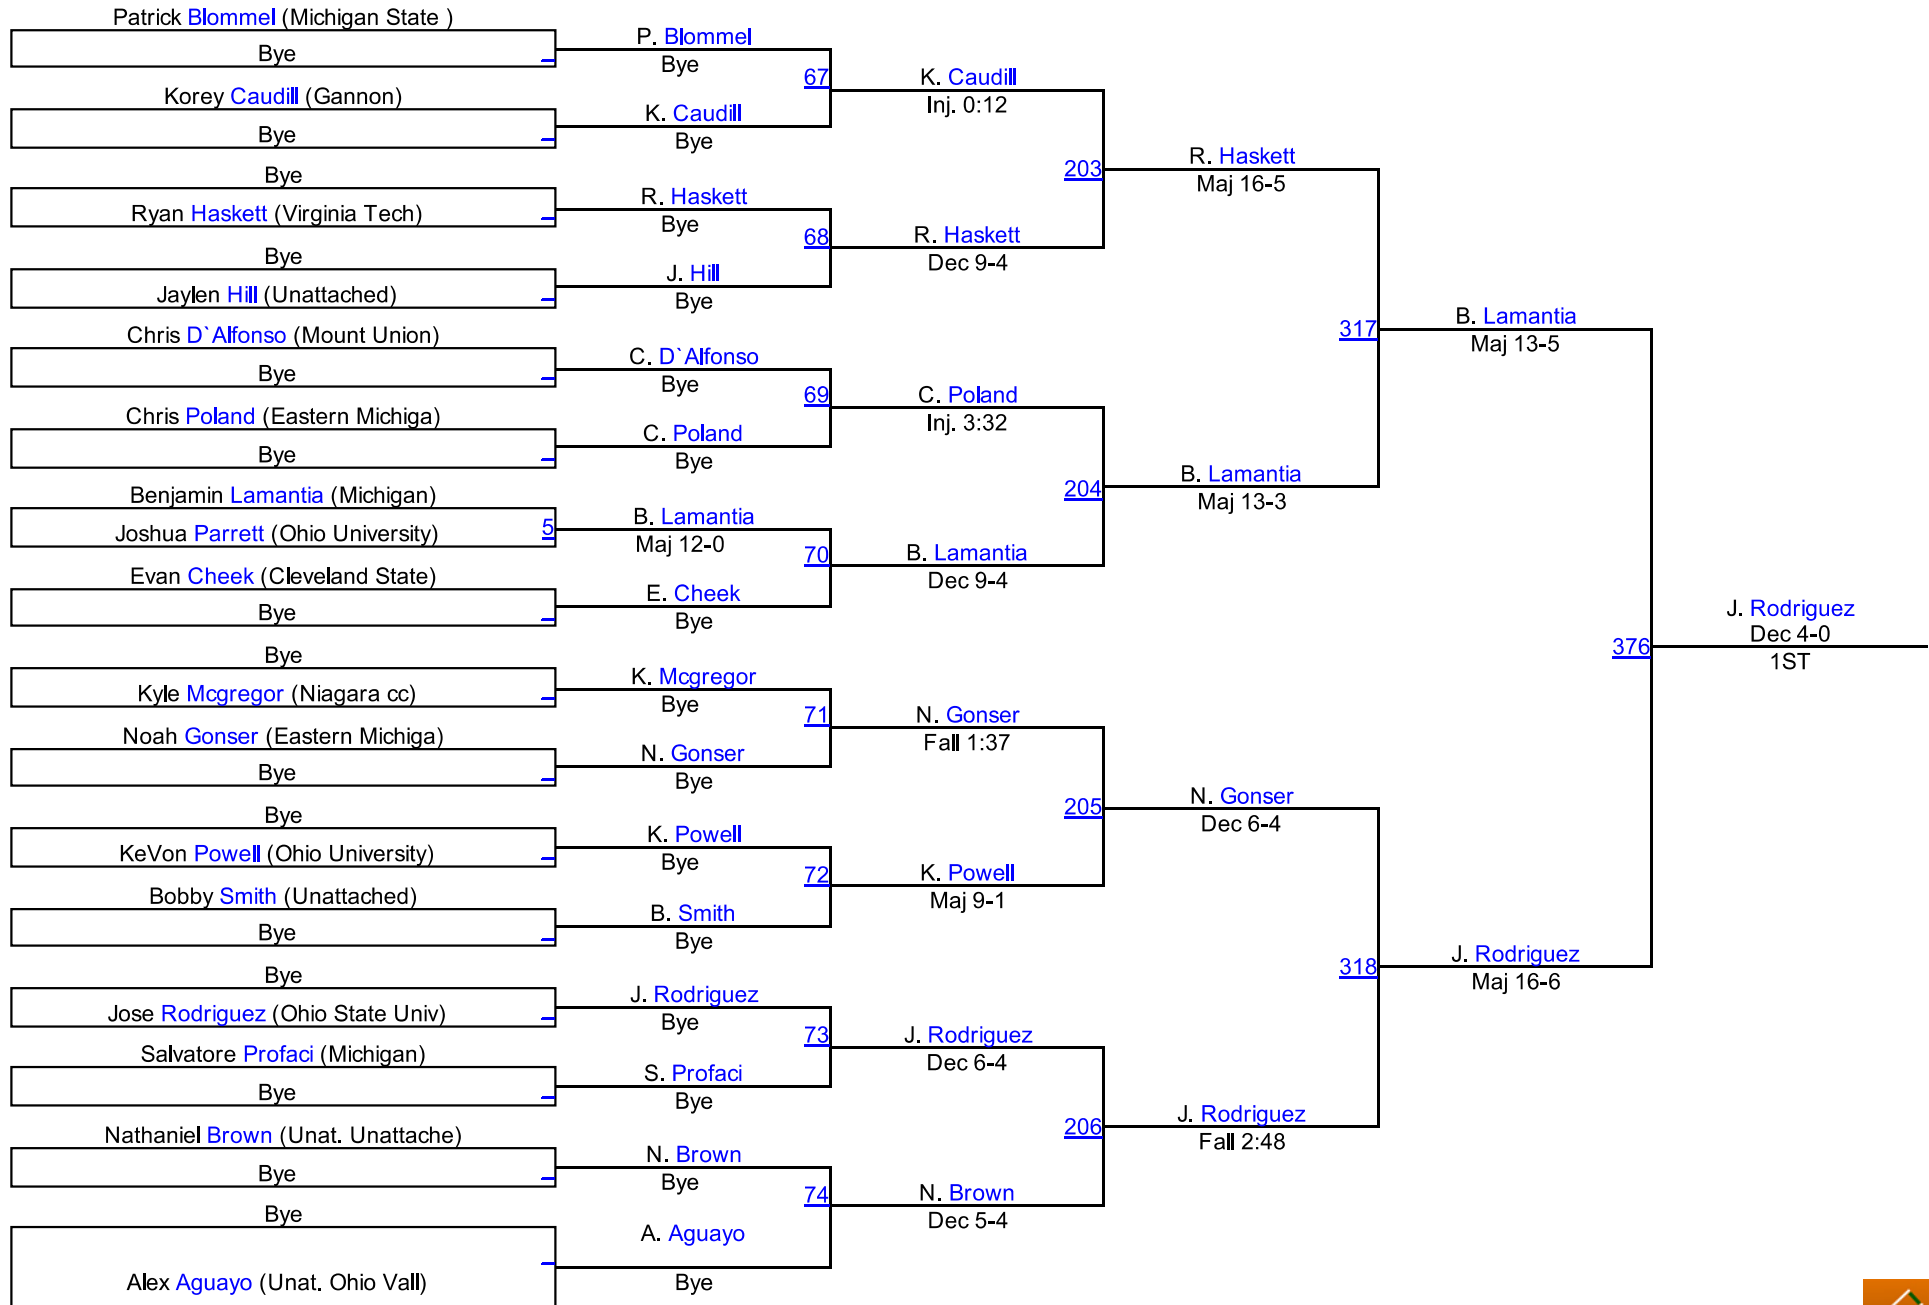 Patrick Blommel (Michigan State )
Bye
P. Blommel
Bye
67
Korey Caudill (Gannon)
Bye
K. Caudill
Bye
K. Caudill
Inj. 0:12
203
Bye
Ryan Haskett (Virginia Tech)
R. Haskett
Bye
68
Bye
Jaylen Hill (Unattached)
J. Hill
Bye
R. Haskett
Dec 9-4
R. Haskett
Maj 16-5
317
Chris D`Alfonso (Mount Union)
Bye
C. D`Alfonso
Bye
69
Chris Poland (Eastern Michiga)
Bye
C. Poland
Bye
C. Poland
Inj. 3:32
204
Benjamin Lamantia (Michigan)
Joshua Parrett (Ohio University)
5
B. Lamantia
Maj 12-0
70
Evan Cheek (Cleveland State)
Bye
E. Cheek
Bye
B. Lamantia
Dec 9-4
B. Lamantia
Maj 13-3
B. Lamantia
Maj 13-5
376
J. Rodriguez
Dec 4-0
1ST
Bye
Kyle Mcgregor (Niagara cc)
K. Mcgregor
Bye
71
Noah Gonser (Eastern Michiga)
Bye
N. Gonser
Bye
N. Gonser
Fall 1:37
205
Bye
KeVon Powell (Ohio University)
K. Powell
Bye
72
Bobby Smith (Unattached)
Bye
B. Smith
Bye
K. Powell
Maj 9-1
N. Gonser
Dec 6-4
318
Bye
Jose Rodriguez (Ohio State Univ)
J. Rodriguez
Bye
73
Salvatore Profaci (Michigan)
Bye
S. Profaci
Bye
J. Rodriguez
Dec 6-4
206
Nathaniel Brown (Unat. Unattache)
Bye
N. Brown
Bye
74
Bye
Alex Aguayo (Unat. Ohio Vall)
A. Aguayo
Bye
N. Brown
Dec 5-4
J. Rodriguez
Fall 2:48
J. Rodriguez
Maj 16-6